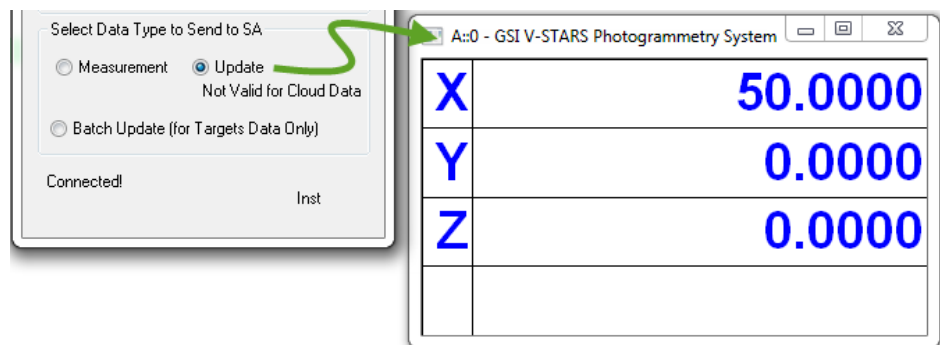 Select Data Type to Send to SA
Measurement Update
Not Valid for Cloud Data
Batch Update (for Targets Data Only)
Connected!
Inst
A::0 - GSI V-STARS Photogrammetry System
X 50.0000
Y 0.0000
Z 0.0000